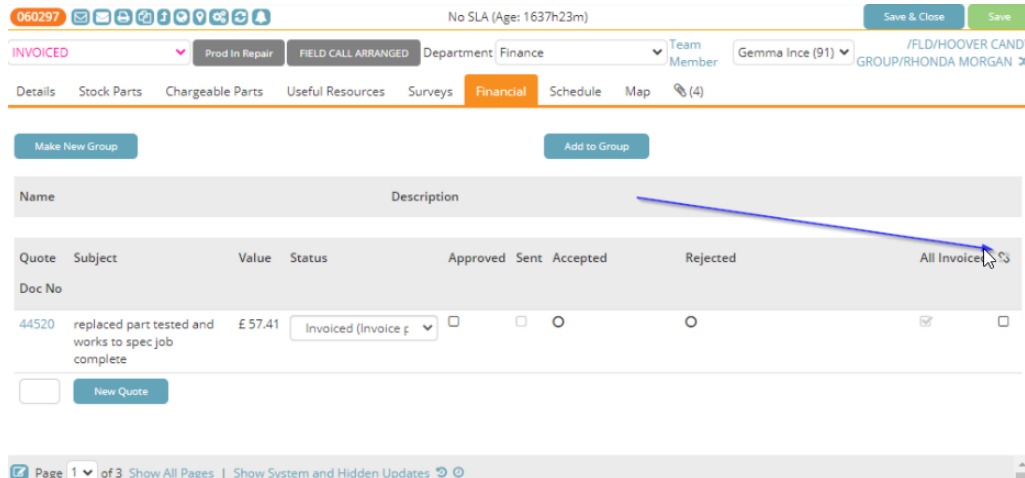 060297 No SLA (Age: 1637h23m) Save & Close Save
INVOICED Prod In Repair FIELD CALL ARRANGED Department Finance Team Member Gemma Ince (91) /FLD/HOOVER CANDY
GROUP/RHONDA MORGAN
Details Stock Parts Chargeable Parts Useful Resources Surveys Financial Schedule Map (4)
Make New Group Add to Group
Name Description
Quote Subject Value Status Approved Sent Accepted Rejected All Invoiced
Doc No
44520 replaced part tested and £ 57.41 Invoiced (Invoice p
works to spec job
complete
New Quote
Page 1 of 3 Show All Pages | Show System and Hidden Updates